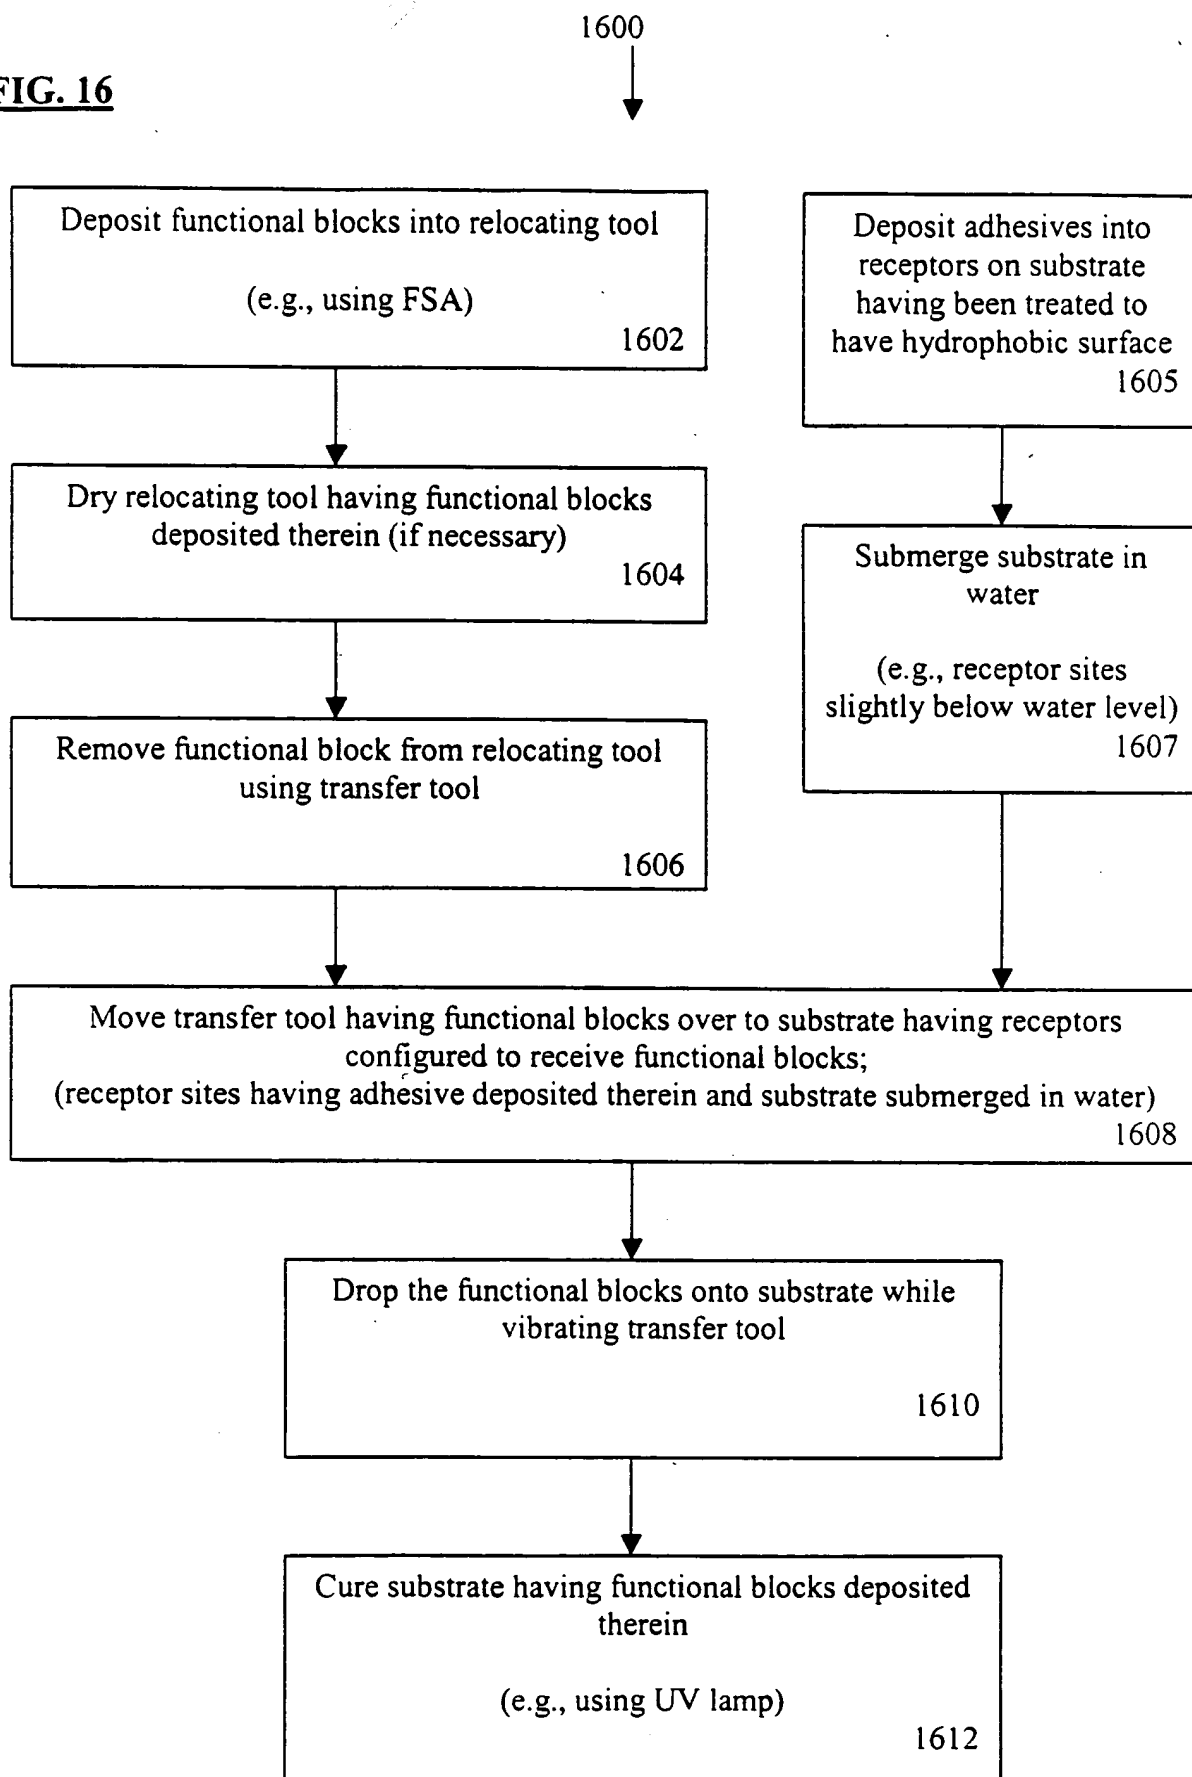 1600
FIG. 16
Deposit functional blocks into relocating tool
(e.g., using FSA)
1602
Dry relocating tool having functional blocks
deposited therein (if necessary)
1604
Remove functional block from relocating tool
using transfer tool
1606
Deposit adhesives into
receptors on substrate
having been treated to
have hydrophobic surface
1605
Submerge substrate in
water
(e.g., receptor sites
slightly below water level)
1607
Move transfer tool having functional blocks over to substrate having receptors
configured to receive functional blocks;
(receptor sites having adhesive deposited therein and substrate submerged in water)
1608
Drop the functional blocks onto substrate while
vibrating transfer tool
1610
Cure substrate having functional blocks deposited
therein
(e.g., using UV lamp)
1612